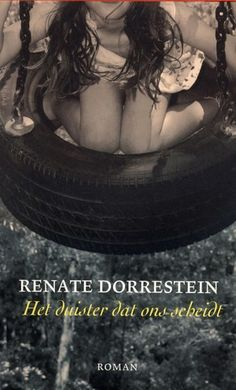 RENATE DORRESTEIN
Het duister dat ons scheidt
ROMAN